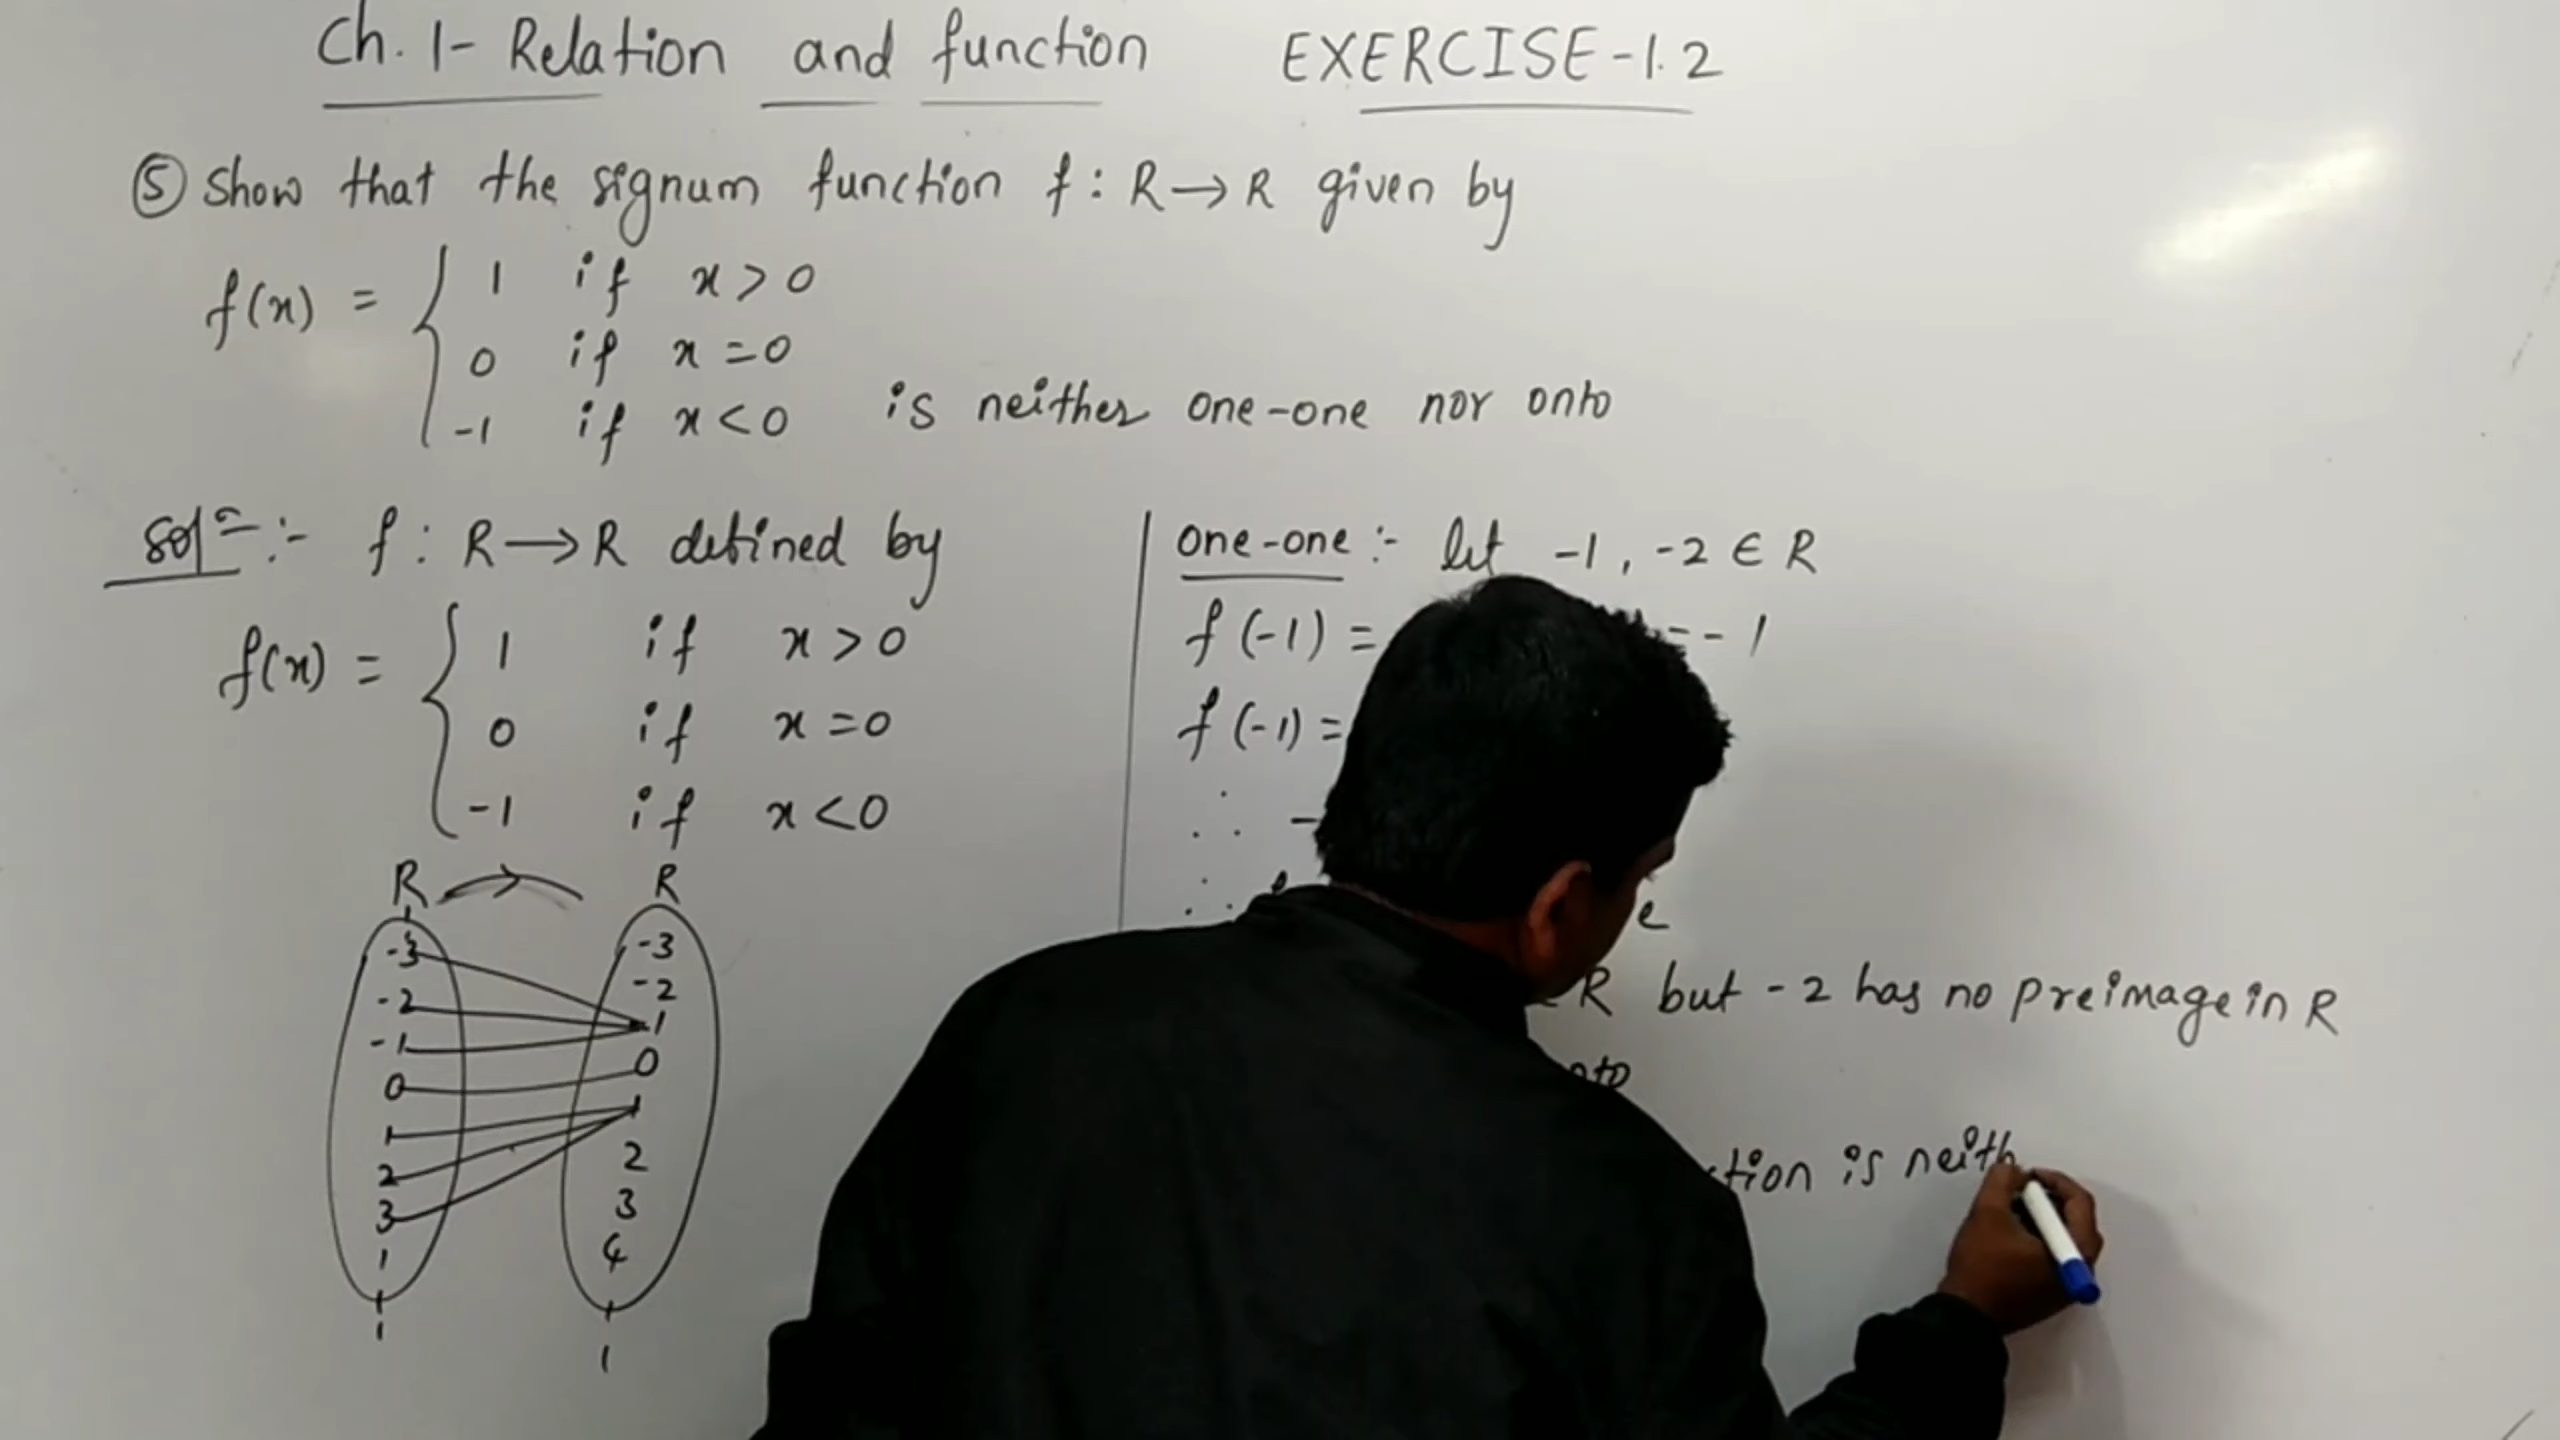 Ch. 1- Relation and function EXERCISE-1.2
⑤ Show that the signum function f : R→R given by
f(x) = { 1 if x > 0
0 if x = 0
-1 if x < 0 is neither one-one nor onto
solⁿ :- f : R→R defined by
f(x) = { 1 if x > 0
0 if x = 0
-1 if x < 0
R R
-3 -3
-2 -2
-1 -1
0 0
1 1
2 2
3 3
4
one-one :- let -1, -2 ∈ R
f(-1) = = -1
f(-1) =
∴ -
∴
R but -2 has no preimage in R
onto
is neith